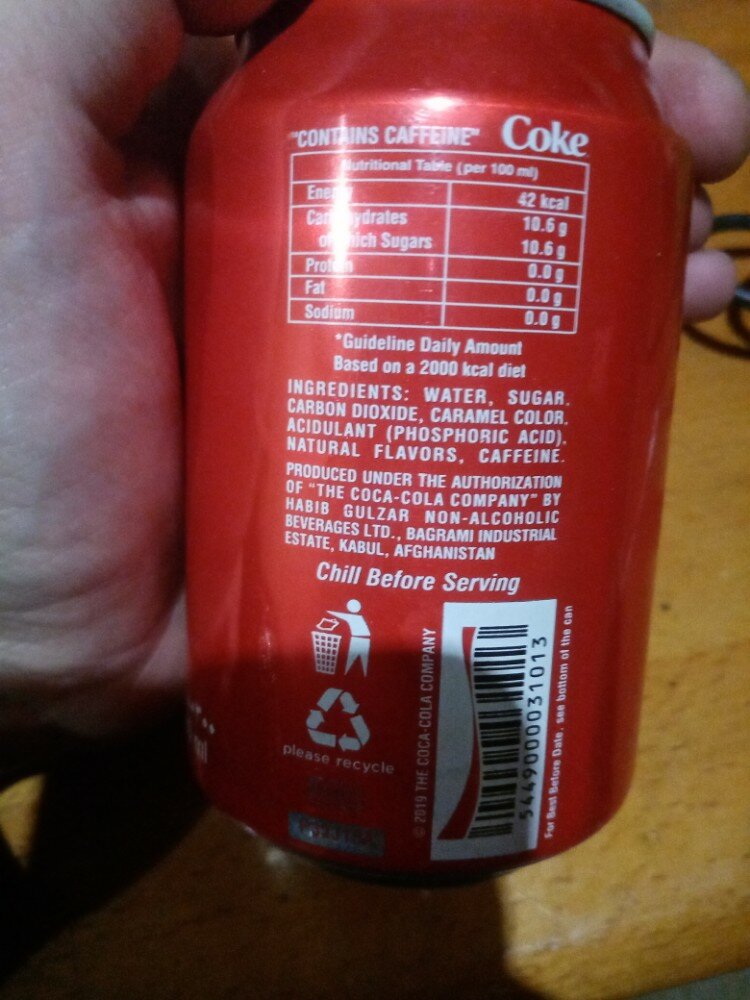 "CONTAINS CAFFEINE" Coke
Nutritional Table (per 100 ml)
Energy 42 kcal
Carbohydrates 10.6 g
of which Sugars 10.6 g
Protein 0.0 g
Fat 0.0 g
Sodium 0.0 g
*Guideline Daily Amount
Based on a 2000 kcal diet
INGREDIENTS: WATER, SUGAR,
CARBON DIOXIDE, CARAMEL COLOR,
ACIDULANT (PHOSPHORIC ACID),
NATURAL FLAVORS, CAFFEINE.
PRODUCED UNDER THE AUTHORIZATION
OF "THE COCA-COLA COMPANY" BY
HABIB GULZAR NON-ALCOHOLIC
BEVERAGES LTD., BAGRAMI INDUSTRIAL
ESTATE, KABUL, AFGHANISTAN
Chill Before Serving
please recycle
© 2019 THE COCA-COLA COMPANY
5449000031013
For Best Before Date, see bottom of the can
ml